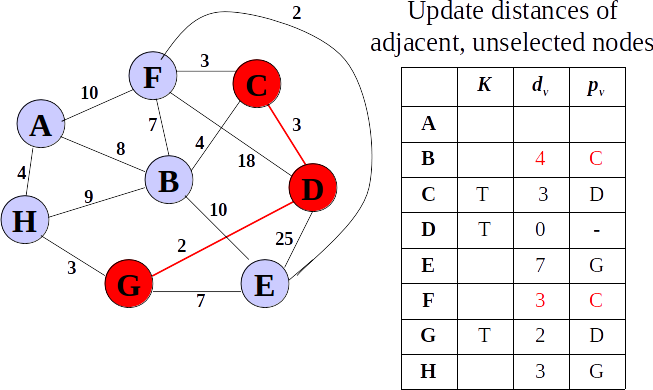 Update distances of
adjacent, unselected nodes
2
3
F
C
10
A
7
4
3
8
18
4
B
D
9
H
10
2
25
3
G
7
E
K dv pv
A
B 4 C
C T 3 D
D T 0 -
E 7 G
F 3 C
G T 2 D
H 3 G